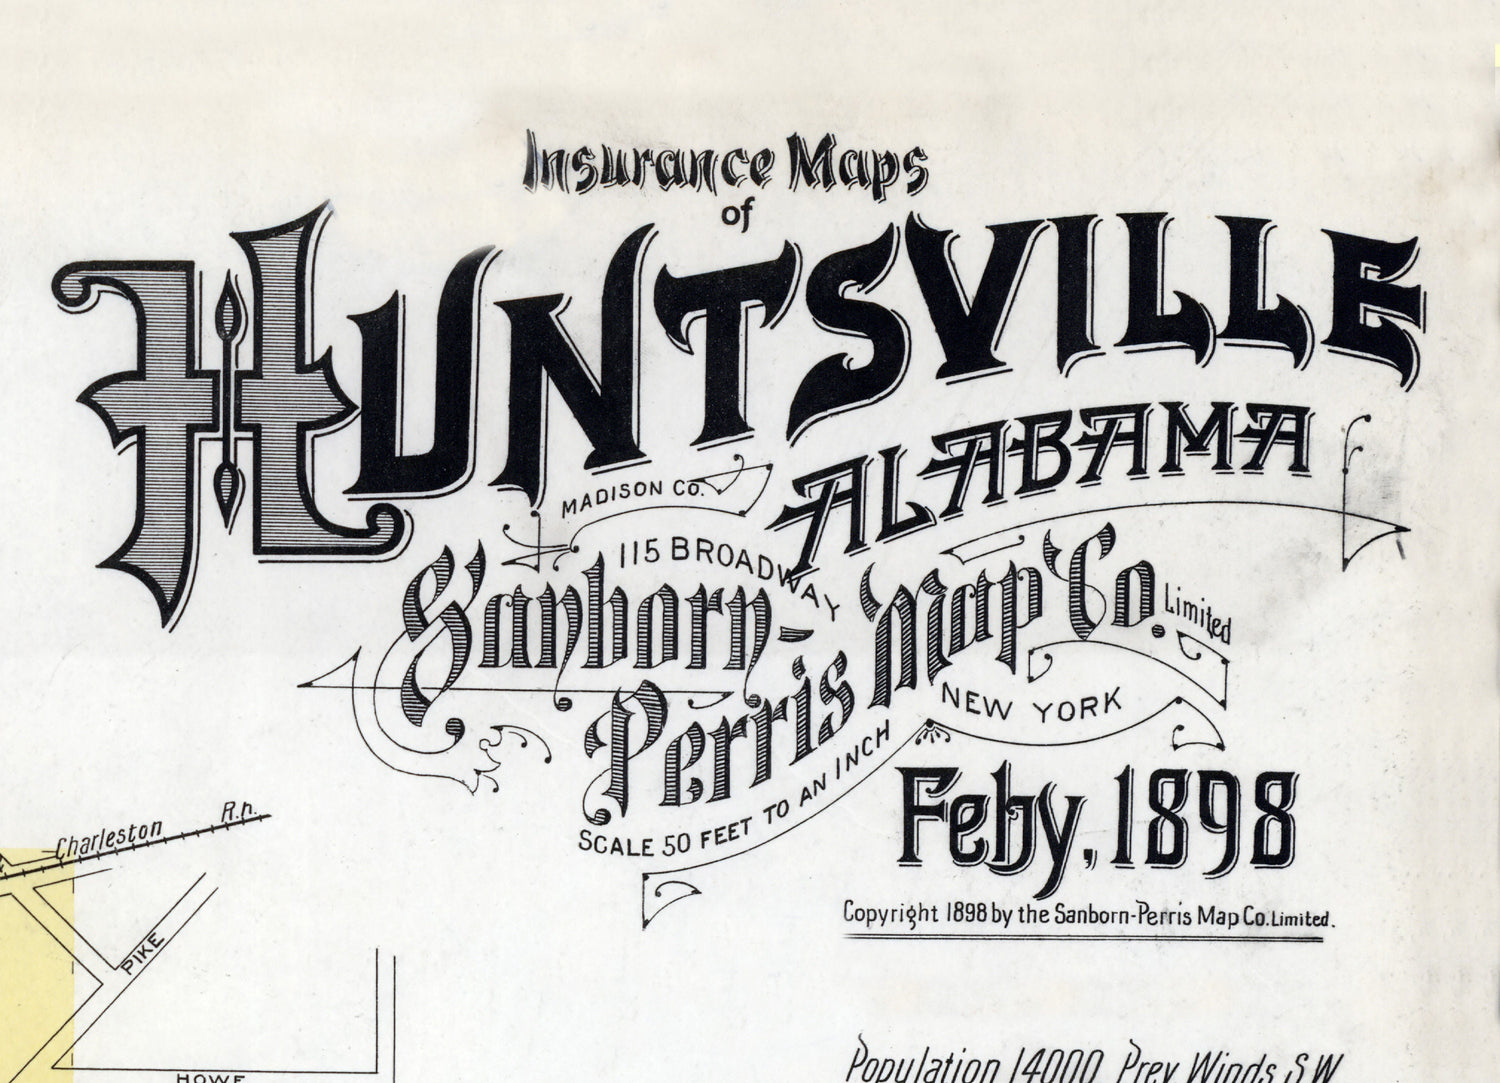 Insurance Maps
of
HUNTSVILLE
ALABAMA
MADISON CO.
115 BROADWAY
Sanborn-
Perris Map Co. Limited
NEW YORK
SCALE 50 FEET TO AN INCH
Feby, 1898
Copyright 1898 by the Sanborn-Perris Map Co. Limited.
Charleston R.n.
PIKE
HOWE
Population 14000 Prev Winds S.W